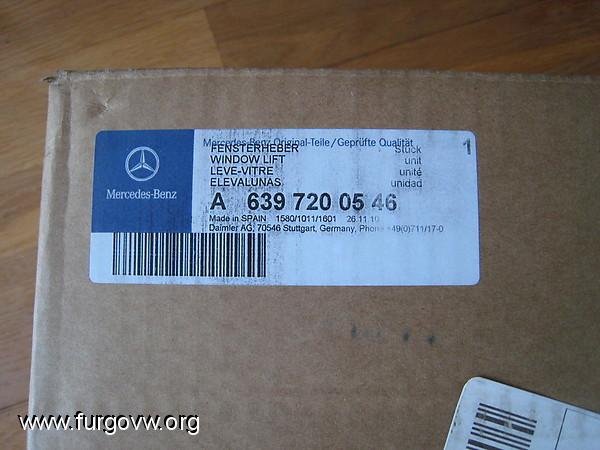 Mercedes-Benz Original-Teile/Geprüfte Qualität
1
FENSTERHEBER Stück
WINDOW LIFT unit
LEVE-VITRE unité
ELEVALUNAS unidad
Mercedes-Benz
A 639 720 05 46
Made in SPAIN 1580/1011/1601 26.11.10
Daimler AG, 70546 Stuttgart, Germany, Phone +49(0)711/17-0
www.furgovw.org